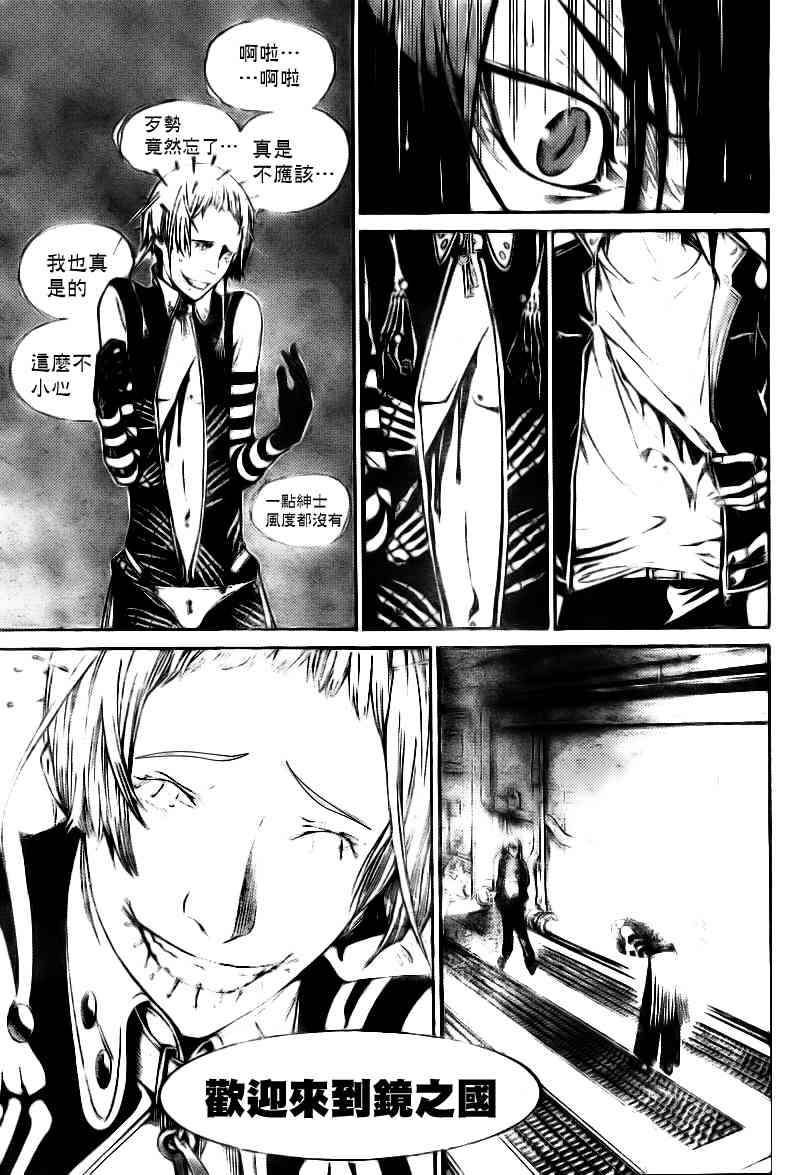 啊啦…
…啊啦
真是
不應該…
歹勢
竟然忘了…
我也真
是的
這麼不
小心
一點紳士
風度都沒有
歡迎來到鏡之國